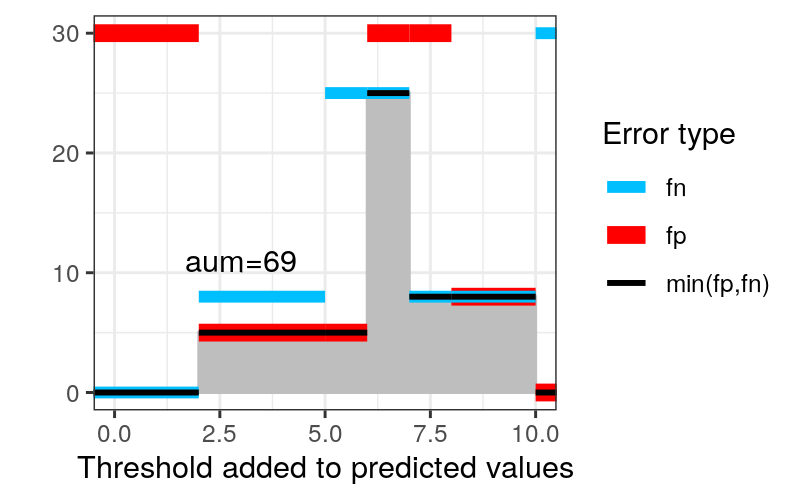 30
20
10
0
aum=69
0.0 2.5 5.0 7.5 10.0
Threshold added to predicted values
Error type
fn
fp
min(fp,fn)